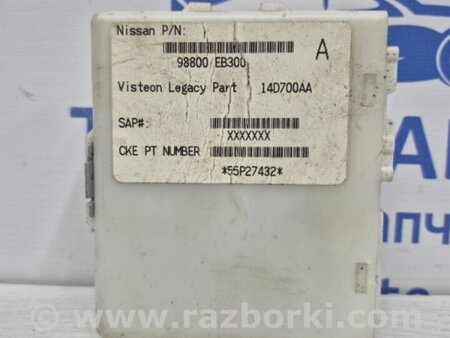 Nissan P/N:
A
98800 EB300
Visteon Legacy Part 14D700AA
SAP#:
XXXXXXX
CKE PT NUMBER
*55P27432*
www.razborki.com